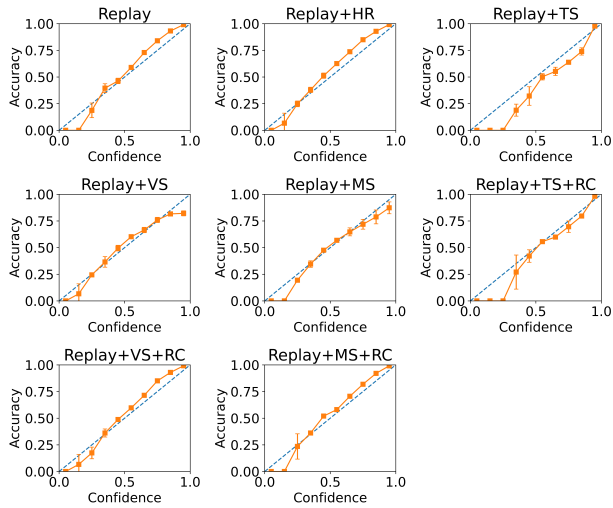 Replay
1.00
0.75
0.50
0.25
0.00
Accuracy
0.0 0.5 1.0
Confidence
Replay+HR
1.00
0.75
0.50
0.25
0.00
Accuracy
0.0 0.5 1.0
Confidence
Replay+TS
1.00
0.75
0.50
0.25
0.00
Accuracy
0.0 0.5 1.0
Confidence
Replay+VS
1.00
0.75
0.50
0.25
0.00
Accuracy
0.0 0.5 1.0
Confidence
Replay+MS
1.00
0.75
0.50
0.25
0.00
Accuracy
0.0 0.5 1.0
Confidence
Replay+TS+RC
1.00
0.75
0.50
0.25
0.00
Accuracy
0.0 0.5 1.0
Confidence
Replay+VS+RC
1.00
0.75
0.50
0.25
0.00
Accuracy
0.0 0.5 1.0
Confidence
Replay+MS+RC
1.00
0.75
0.50
0.25
0.00
Accuracy
0.0 0.5 1.0
Confidence